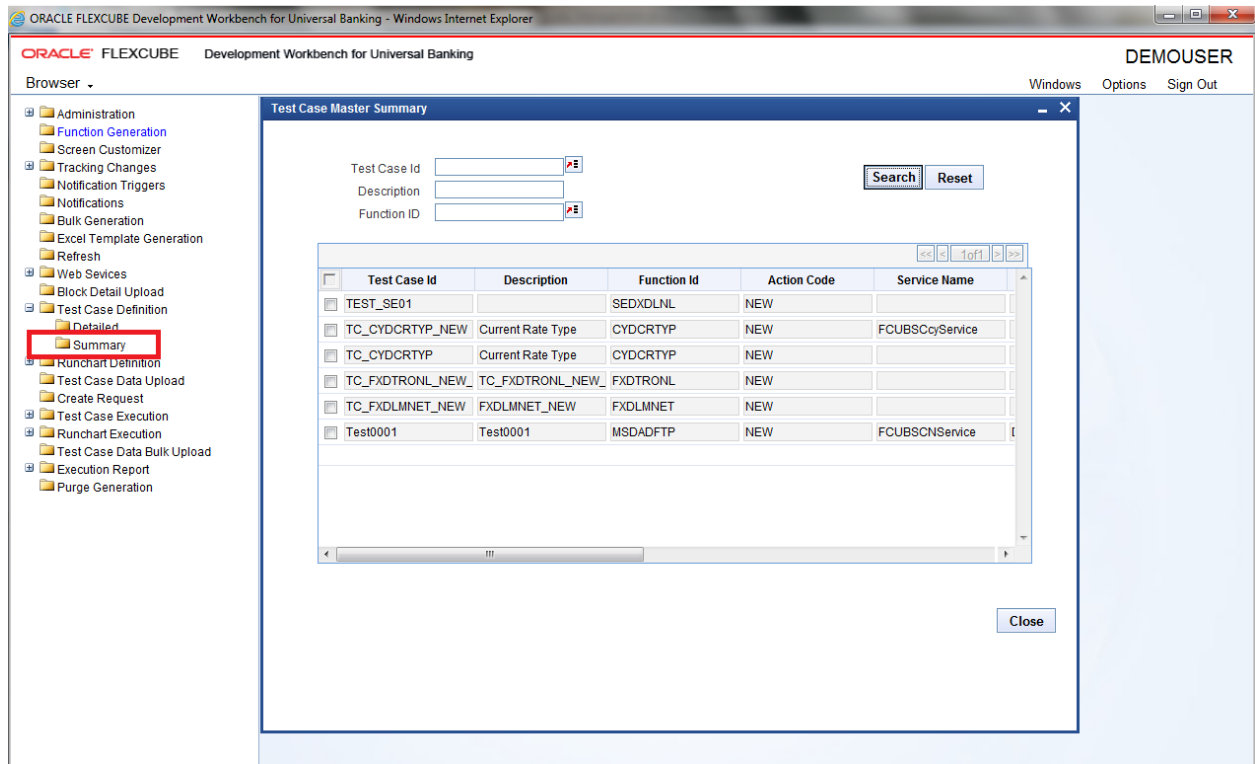 ORACLE FLEXCUBE Development Workbench for Universal Banking - Windows Internet Explorer
ORACLE FLEXCUBE Development Workbench for Universal Banking
DEMOUSER
Browser
Windows Options Sign Out
Administration
Function Generation
Screen Customizer
Tracking Changes
Notification Triggers
Notifications
Bulk Generation
Excel Template Generation
Refresh
Web Sevices
Block Detail Upload
Test Case Definition
Detailed
Summary
Runchart Definition
Test Case Data Upload
Create Request
Test Case Execution
Runchart Execution
Test Case Data Bulk Upload
Execution Report
Purge Generation
Test Case Master Summary
Test Case Id
Description
Function ID
Search Reset
<< < 1of1 > >>
Test Case Id Description Function Id Action Code Service Name
TEST_SE01 SEDXDLNL NEW
TC_CYDCRTYP_NEW Current Rate Type CYDCRTYP NEW FCUBSCcyService
TC_CYDCRTYP Current Rate Type CYDCRTYP NEW
TC_FXDTRONL_NEW_ TC_FXDTRONL_NEW_ FXDTRONL NEW
TC_FXDLMNET_NEW FXDLMNET_NEW FXDLMNET NEW
Test0001 Test0001 MSDADFTP NEW FCUBSCNService
Close